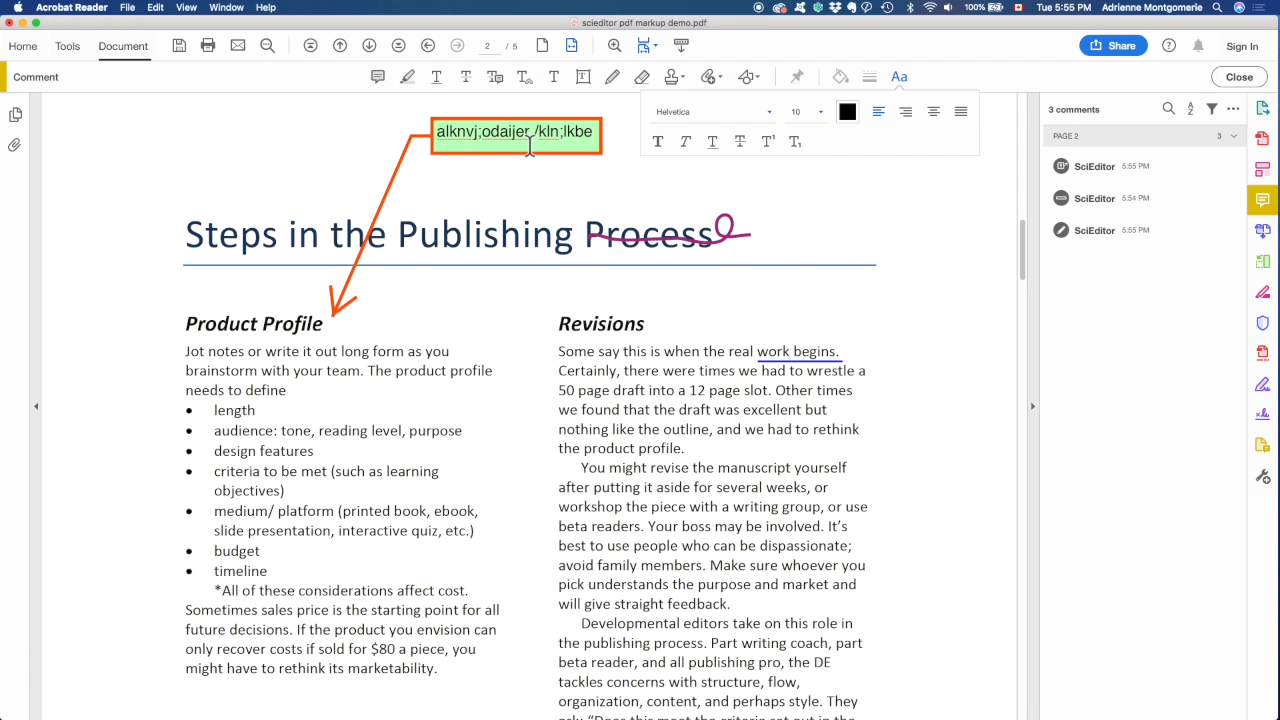 Acrobat Reader File Edit View Window Help 100% Tue 5:55 PM Adrienne Montgomerie
scieditor pdf markup demo.pdf
Home Tools Document 2 / 5 Share Sign In
Comment Aa Close
Helvetica 10
3 comments
PAGE 2 3
SciEditor 5:55 PM
SciEditor 5:54 PM
SciEditor 5:55 PM
alknvj;odaijer./kln;lkbe
Steps in the Publishing Process
Product Profile
Jot notes or write it out long form as you
brainstorm with your team. The product profile
needs to define
• length
• audience: tone, reading level, purpose
• design features
• criteria to be met (such as learning
objectives)
• medium/ platform (printed book, ebook,
slide presentation, interactive quiz, etc.)
• budget
• timeline
*All of these considerations affect cost.
Sometimes sales price is the starting point for all
future decisions. If the product you envision can
only recover costs if sold for $80 a piece, you
might have to rethink its marketability.
Revisions
Some say this is when the real work begins.
Certainly, there were times we had to wrestle a
50 page draft into a 12 page slot. Other times
we found that the draft was excellent but
nothing like the outline, and we had to rethink
the product profile.
You might revise the manuscript yourself
after putting it aside for several weeks, or
workshop the piece with a writing group, or use
beta readers. Your boss may be involved. It’s
best to use people who can be dispassionate;
avoid family members. Make sure whoever you
pick understands the purpose and market and
will give straight feedback.
Developmental editors take on this role in
the publishing process. Part writing coach, part
beta reader, and all publishing pro, the DE
tackles concerns with structure, flow,
organization, content, and perhaps style. They
ask: “Does this meet the criteria set out in the